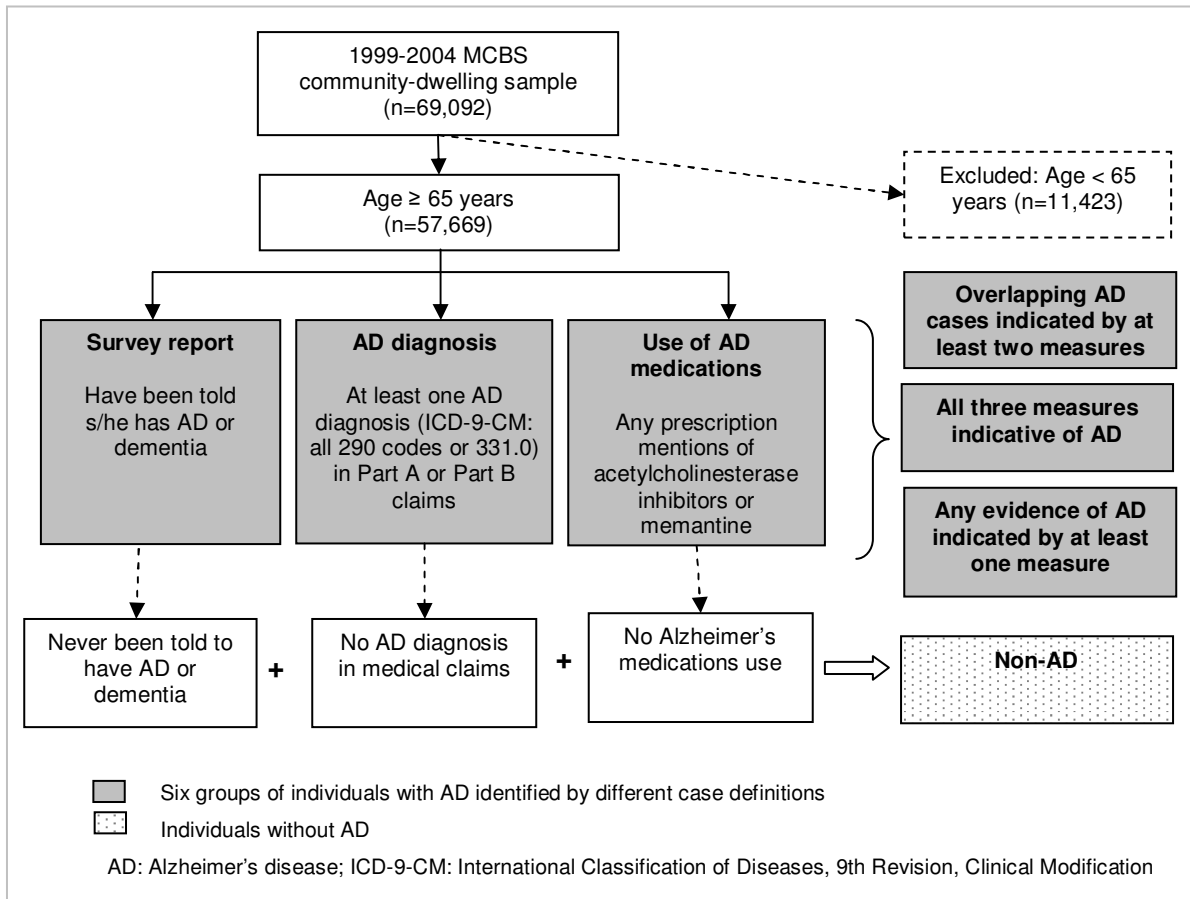 1999-2004 MCBS
community-dwelling sample
(n=69,092)
Excluded: Age < 65
years (n=11,423)
Age ≥ 65 years
(n=57,669)
Survey report
Have been told
s/he has AD or
dementia
AD diagnosis
At least one AD
diagnosis (ICD-9-CM:
all 290 codes or 331.0)
in Part A or Part B
claims
Use of AD
medications
Any prescription
mentions of
acetylcholinesterase
inhibitors or
memantine
Overlapping AD
cases indicated by at
least two measures
All three measures
indicative of AD
Any evidence of AD
indicated by at least
one measure
Never been told to
have AD or
dementia
+
No AD diagnosis
in medical claims
+
No Alzheimer's
medications use
Non-AD
Six groups of individuals with AD identified by different case definitions
Individuals without AD
AD: Alzheimer's disease; ICD-9-CM: International Classification of Diseases, 9th Revision, Clinical Modification